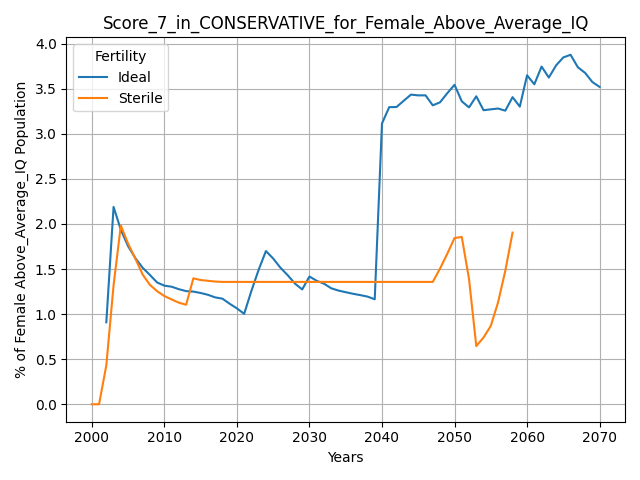 Score_7_in_CONSERVATIVE_for_Female_Above_Average_IQ
% of Female Above_Average_IQ Population
4.0
3.5
3.0
2.5
2.0
1.5
1.0
0.5
0.0
Fertility
Ideal
Sterile
2000 2010 2020 2030 2040 2050 2060 2070
Years